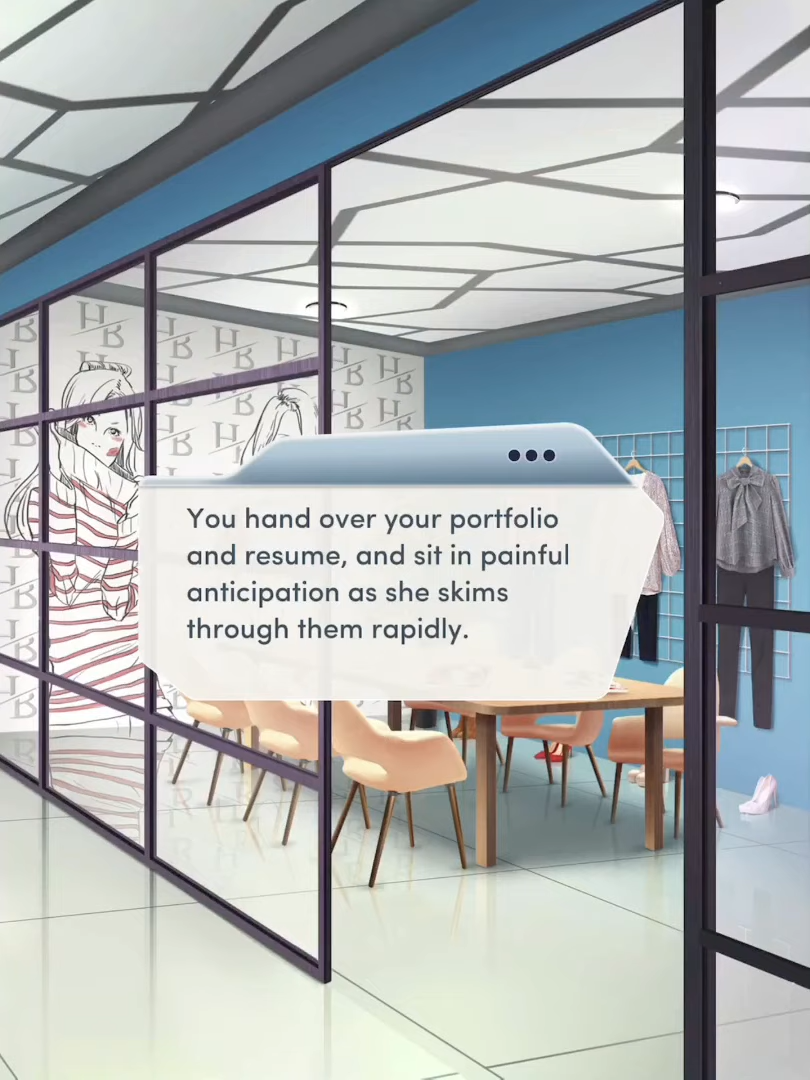 You hand over your portfolio
and resume, and sit in painful
anticipation as she skims
through them rapidly.